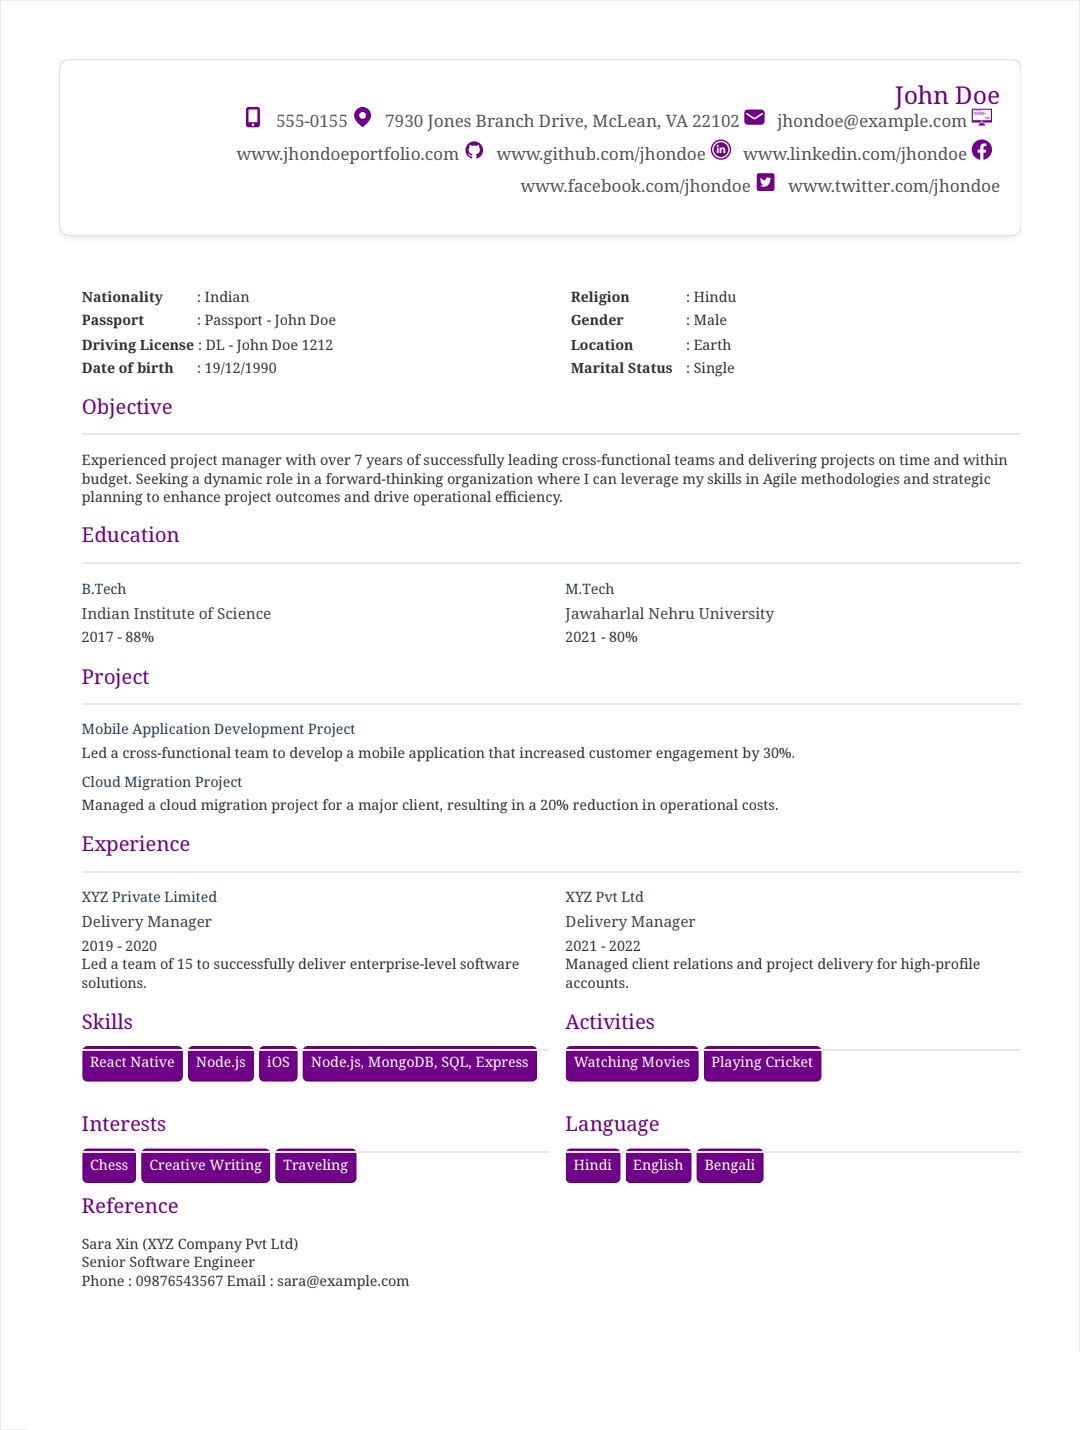 John Doe
555-0155 7930 Jones Branch Drive, McLean, VA 22102 jhondoe@example.com
www.jhondoeportfolio.com www.github.com/jhondoe www.linkedin.com/jhondoe
www.facebook.com/jhondoe www.twitter.com/jhondoe
Nationality : Indian Religion : Hindu
Passport : Passport - John Doe Gender : Male
Driving License : DL - John Doe 1212 Location : Earth
Date of birth : 19/12/1990 Marital Status : Single
Objective
Experienced project manager with over 7 years of successfully leading cross-functional teams and delivering projects on time and within
budget. Seeking a dynamic role in a forward-thinking organization where I can leverage my skills in Agile methodologies and strategic
planning to enhance project outcomes and drive operational efficiency.
Education
B.Tech
Indian Institute of Science
2017 - 88%
M.Tech
Jawaharlal Nehru University
2021 - 80%
Project
Mobile Application Development Project
Led a cross-functional team to develop a mobile application that increased customer engagement by 30%.
Cloud Migration Project
Managed a cloud migration project for a major client, resulting in a 20% reduction in operational costs.
Experience
XYZ Private Limited
Delivery Manager
2019 - 2020
Led a team of 15 to successfully deliver enterprise-level software
solutions.
XYZ Pvt Ltd
Delivery Manager
2021 - 2022
Managed client relations and project delivery for high-profile
accounts.
Skills
React Native Node.js iOS Node.js, MongoDB, SQL, Express
Activities
Watching Movies Playing Cricket
Interests
Chess Creative Writing Traveling
Language
Hindi English Bengali
Reference
Sara Xin (XYZ Company Pvt Ltd)
Senior Software Engineer
Phone : 09876543567 Email : sara@example.com